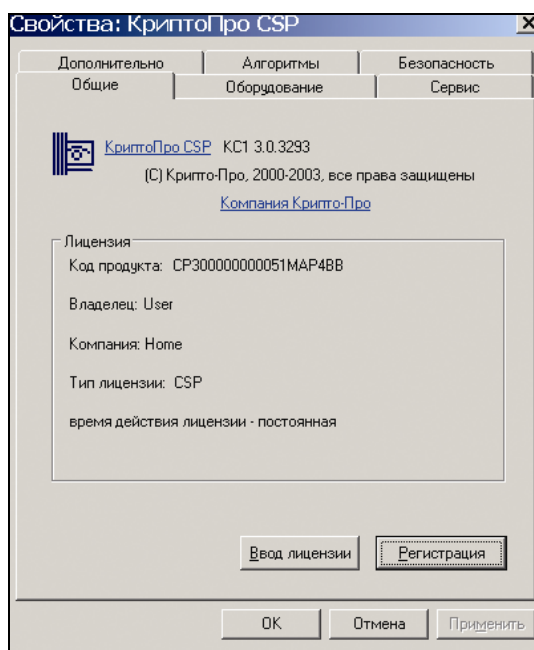 Свойства: КриптоПро CSP
Дополнительно Алгоритмы Безопасность
Общие Оборудование Сервис
КриптоПро CSP КС1 3.0.3293
(С) Крипто-Про, 2000-2003, все права защищены
Компания Крипто-Про
Лицензия
Код продукта: CP300000000051MAP4BB
Владелец: User
Компания: Home
Тип лицензии: CSP
время действия лицензии - постоянная
Ввод лицензии Регистрация
OK Отмена Применить